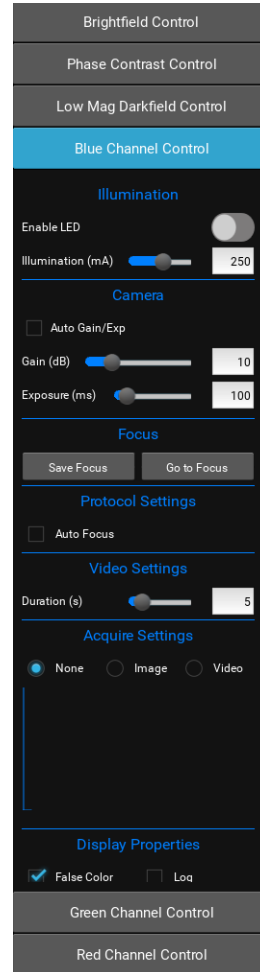 Brightfield Control
Phase Contrast Control
Low Mag Darkfield Control
Blue Channel Control
Illumination
Enable LED
Illumination (mA) 250
Camera
Auto Gain/Exp
Gain (dB) 10
Exposure (ms) 100
Focus
Save Focus Go to Focus
Protocol Settings
Auto Focus
Video Settings
Duration (s) 5
Acquire Settings
None Image Video
Display Properties
False Color Log
Green Channel Control
Red Channel Control